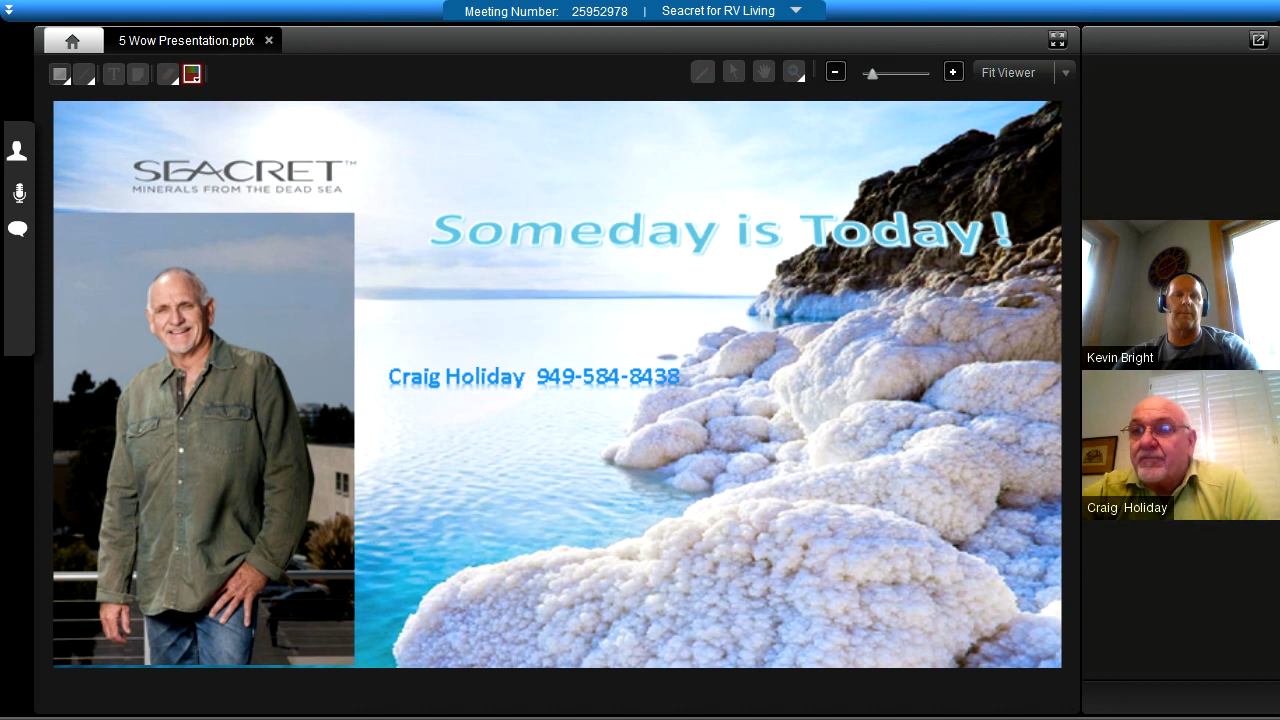 Meeting Number: 25952978 | Seacret for RV Living
5 Wow Presentation.pptx
T
Fit Viewer
SEACRET™
MINERALS FROM THE DEAD SEA
Someday is Today!
Craig Holiday 949-584-8438
Kevin Bright
Craig Holiday